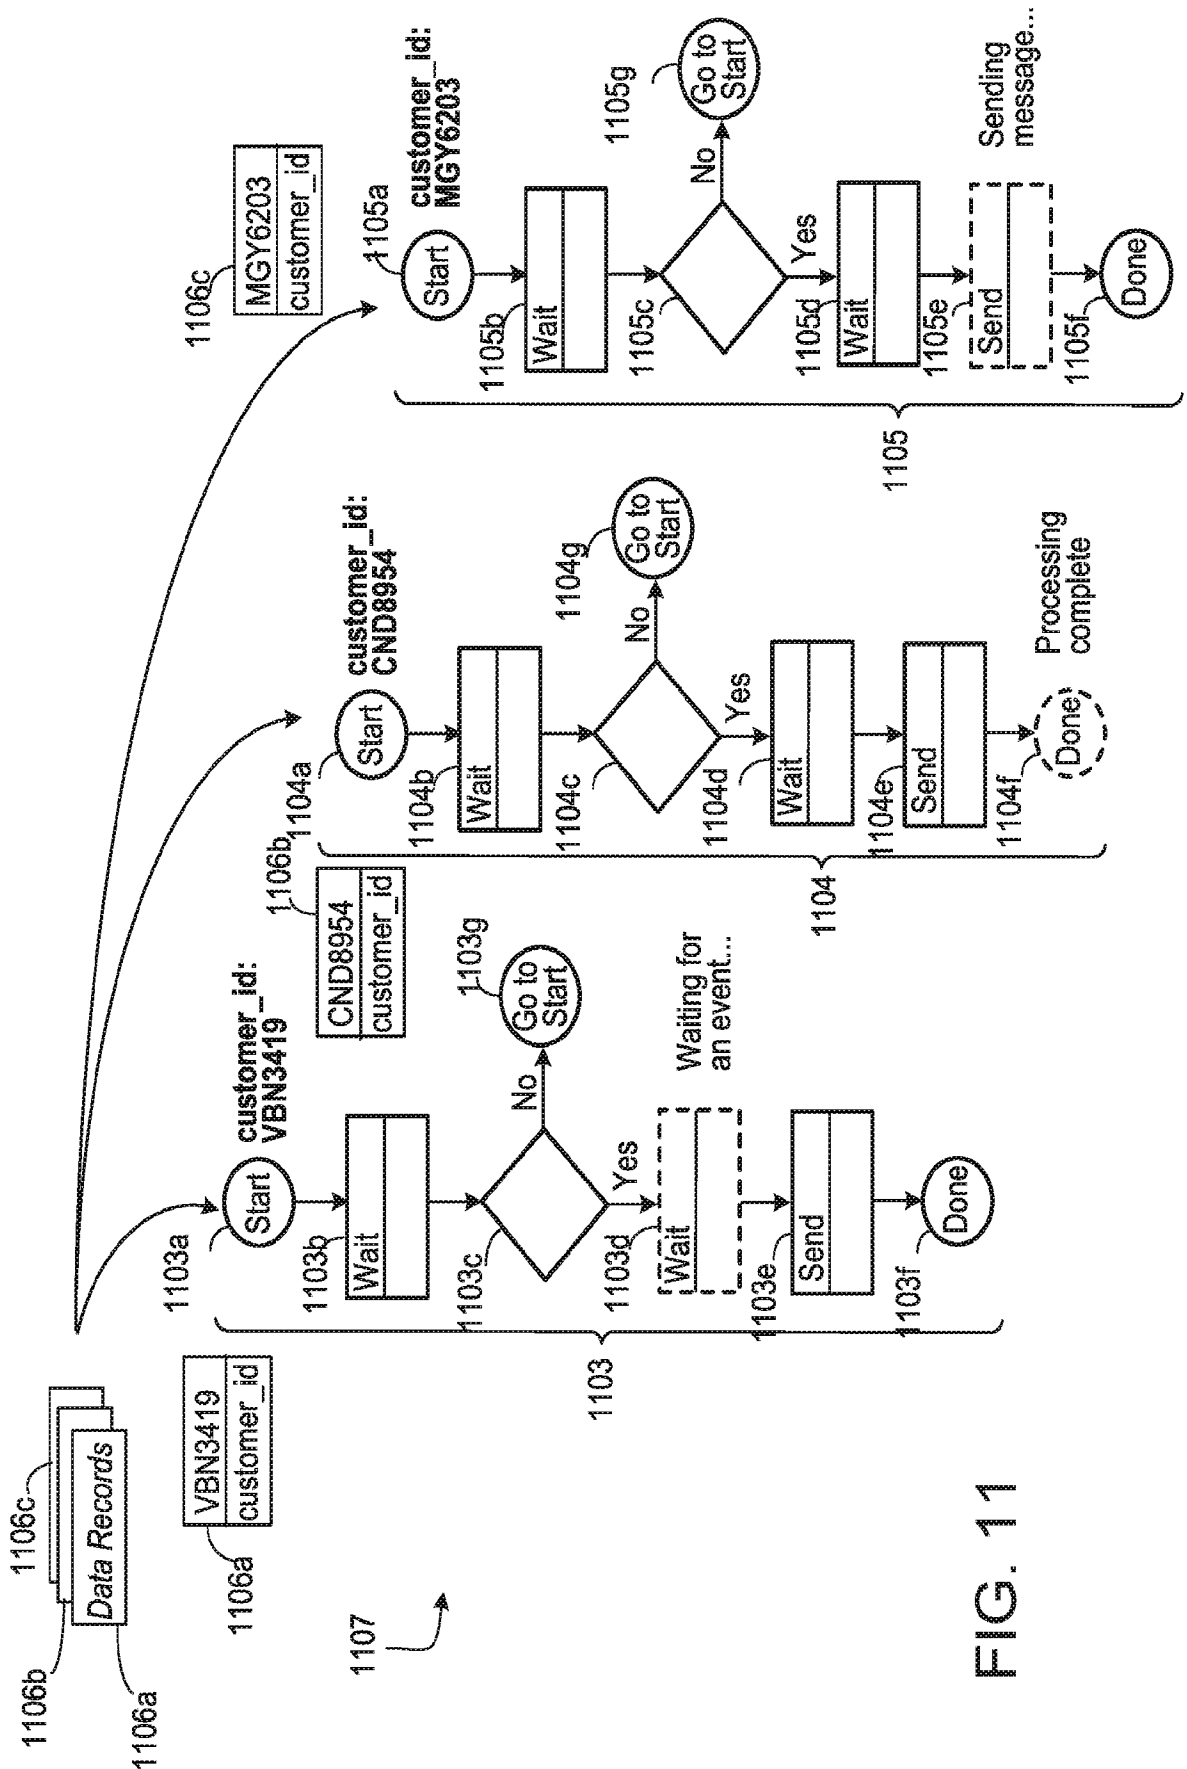 1106c
1106b
Data Records
1106a
VBN3419
customer_id
1106a
1107
customer_id:
VBN3419
1103a
Start
1103b
Wait
1103c
No
Go to
Start
1103g
Yes
1103d
Wait
Waiting for
an event...
1103e
Send
1103f
Done
1103
1106b
CND8954
customer_id
customer_id:
CND8954
1104a
Start
1104b
Wait
1104c
No
Go to
Start
1104g
Yes
1104d
Wait
1104e
Send
1104f
Done
Processing
complete
1104
1106c
MGY6203
customer_id
customer_id:
MGY6203
1105a
Start
1105b
Wait
1105c
No
Go to
Start
1105g
Yes
1105d
Wait
1105e
Send
Sending
message...
1105f
Done
1105
FIG. 11